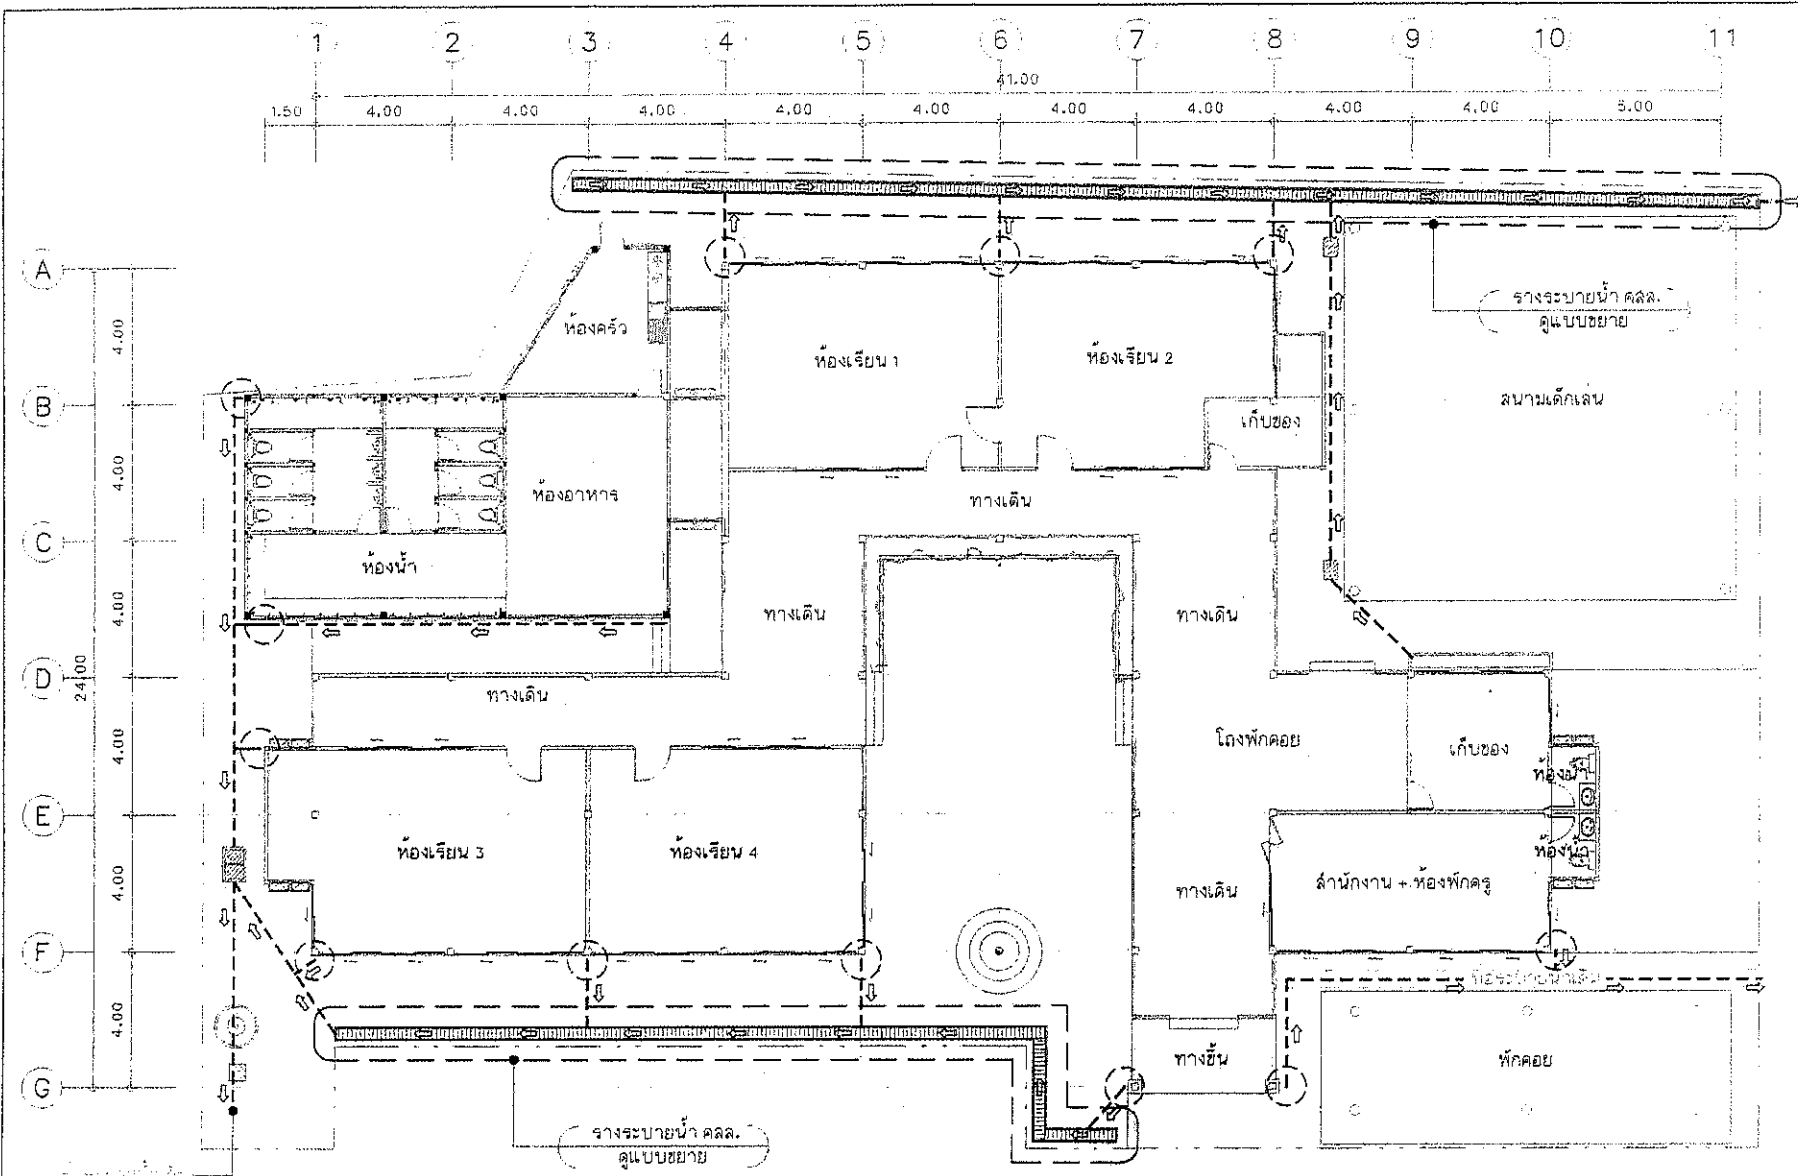 1 2 3 4 5 6 7 8 9 10 11
41.00
1.50 4.00 4.00 4.00 4.00 4.00 4.00 4.00 4.00 4.00 5.00
A
รางระบายน้ำ คสล.
ดูแบบขยาย
4.00
ห้องครัว
ห้องเรียน 1
ห้องเรียน 2
B
สนามเด็กเล่น
เก็บของ
4.00
ห้องอาหาร
ทางเดิน
C
ห้องน้ำ
4.00
ทางเดิน
ทางเดิน
D
24.00
ทางเดิน
4.00
โถงพักคอย
เก็บของ
ห้องน้ำ
E
ห้องเรียน 3
ห้องเรียน 4
ห้องน้ำ
4.00
ทางเดิน
สำนักงาน + ห้องพักครู
F
4.00
ทางขึ้น
พักคอย
G
รางระบายน้ำ คสล.
ดูแบบขยาย